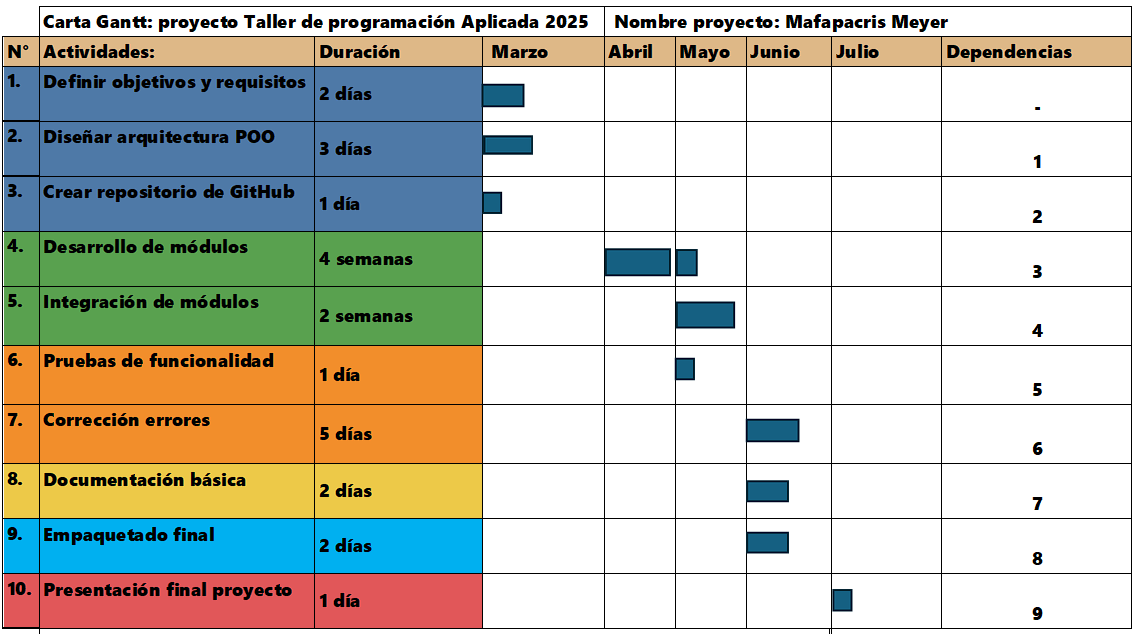 Carta Gantt: proyecto Taller de programación Aplicada 2025 Nombre proyecto: Mafapacris Meyer
N° Actividades: Duración Marzo Abril Mayo Junio Julio Dependencias
1. Definir objetivos y requisitos 2 días -
2. Diseñar arquitectura POO 3 días 1
3. Crear repositorio de GitHub 1 día 2
4. Desarrollo de módulos 4 semanas 3
5. Integración de módulos 2 semanas 4
6. Pruebas de funcionalidad 1 día 5
7. Corrección errores 5 días 6
8. Documentación básica 2 días 7
9. Empaquetado final 2 días 8
10. Presentación final proyecto 1 día 9